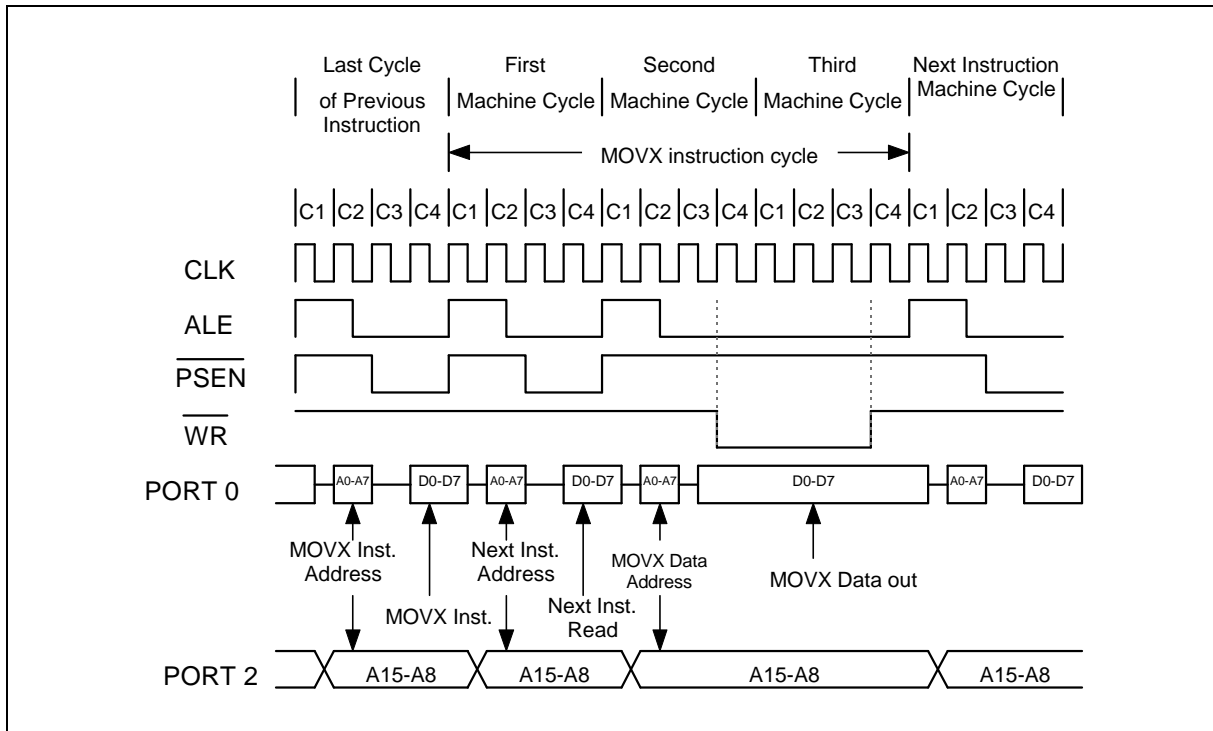 Last Cycle
of Previous
Instruction
First
Machine Cycle
Second
Machine Cycle
Third
Machine Cycle
Next Instruction
Machine Cycle
MOVX instruction cycle
C1 C2 C3 C4 C1 C2 C3 C4 C1 C2 C3 C4 C1 C2 C3 C4 C1 C2 C3 C4
CLK
ALE
PSEN
WR
PORT 0
A0-A7 D0-D7 A0-A7 D0-D7 A0-A7 D0-D7 A0-A7 D0-D7
MOVX Inst.
Address
MOVX Inst.
Next Inst.
Address
Next Inst.
Read
MOVX Data
Address
MOVX Data out
PORT 2
A15-A8 A15-A8 A15-A8 A15-A8